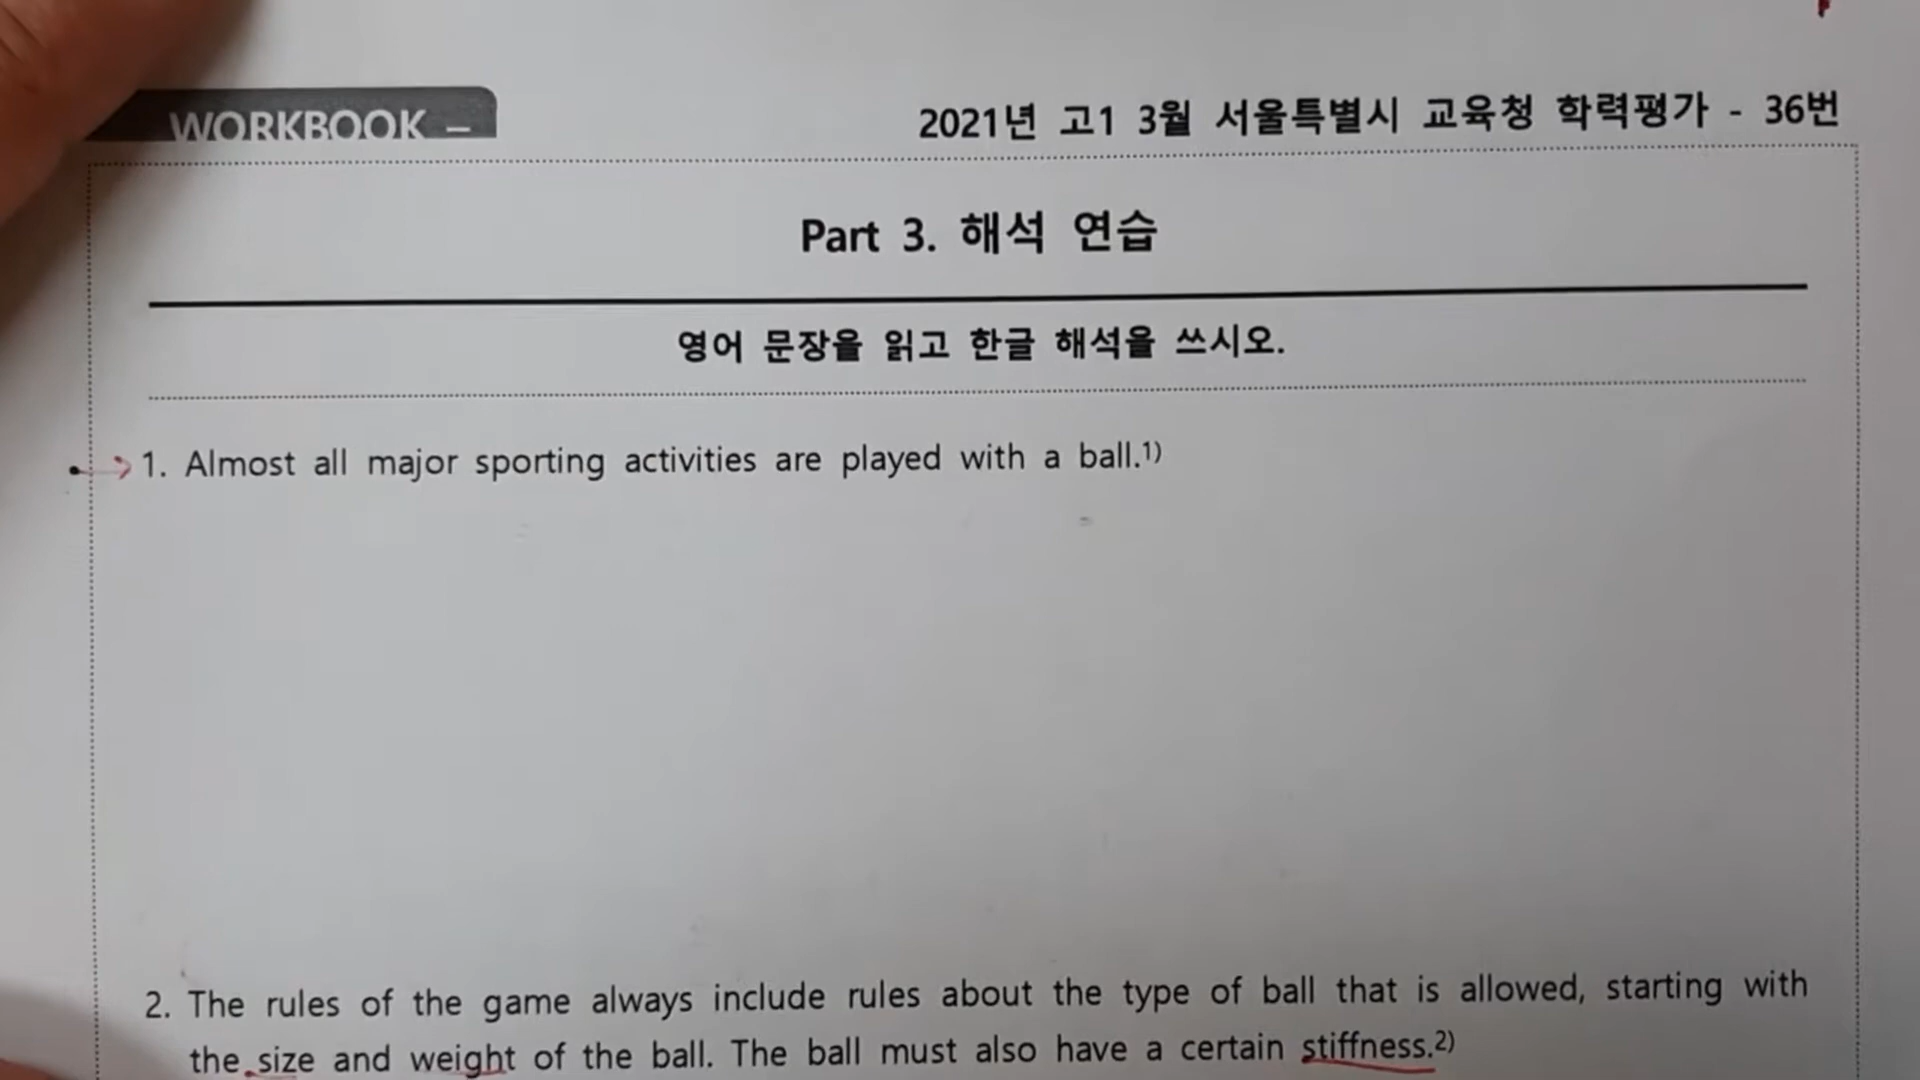 WORKBOOK –
2021년 고1 3월 서울특별시 교육청 학력평가 - 36번
Part 3. 해석 연습
영어 문장을 읽고 한글 해석을 쓰시오.
1. Almost all major sporting activities are played with a ball.1)
2. The rules of the game always include rules about the type of ball that is allowed, starting with
the size and weight of the ball. The ball must also have a certain stiffness.2)